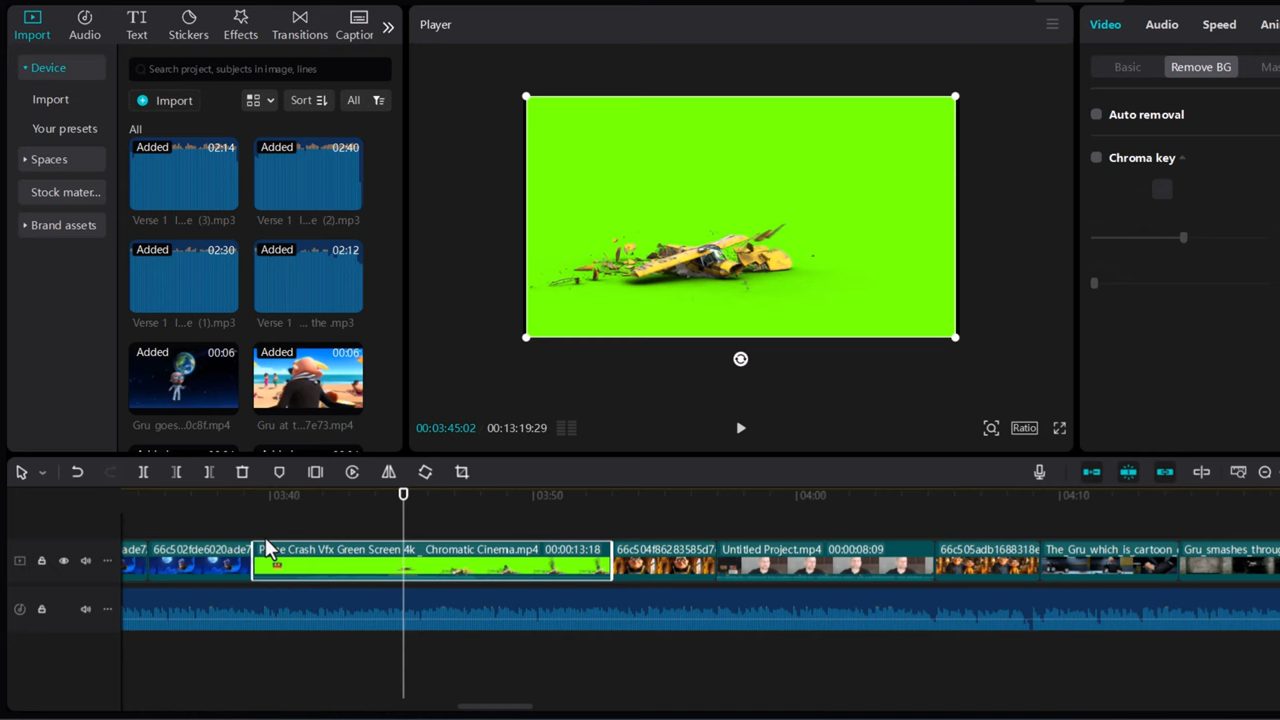 Import
Audio
Text
Stickers
Effects
Transitions
Caption
Device
Import
Your presets
Spaces
Stock mater...
Brand assets
Search project, subjects in image, lines
Import
Sort
All
All
Added 02:14
Added 02:40
Verse 1 I...e (3).mp3
Verse 1 I...e (2).mp3
Added 02:30
Added 02:12
Verse 1 I...e (1).mp3
Verse 1 ... the .mp3
Added 00:06
Added 00:06
Gru goes...0c8f.mp4
Gru at t...7e73.mp4
Added
Added
Player
00:03:45:02 00:13:19:29
Ratio
Video Audio Speed Ani
Basic Remove BG Mas
Auto removal
Chroma key
03:40 03:50 04:00 04:10
ade7 66c502fde6020ade7 Crash Vfx Green Screen 4k _ Chromatic Cinema.mp4 00:00:13:18 66c504f86283585d7 Untitled Project.mp4 00:00:08:09 66c505adb1688318e The_Gru_which_is_cartoon_ Gru_smashes_throug